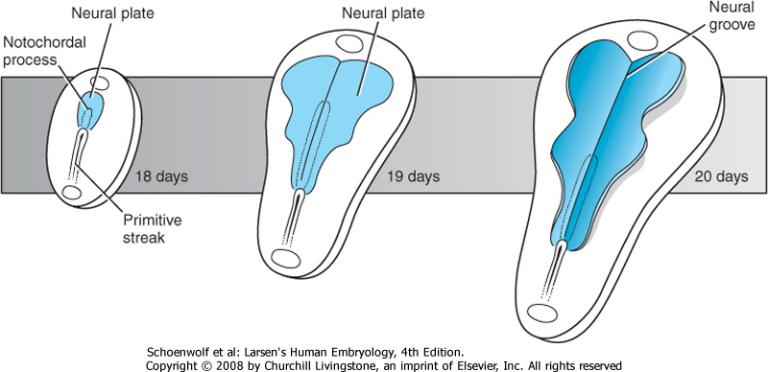 Neural plate
Notochordal
process
18 days
Primitive
streak
Neural plate
19 days
Neural
groove
20 days
Schoenwolf et al: Larsen's Human Embryology, 4th Edition.
Copyright © 2008 by Churchill Livingstone, an imprint of Elsevier, Inc. All rights reserved